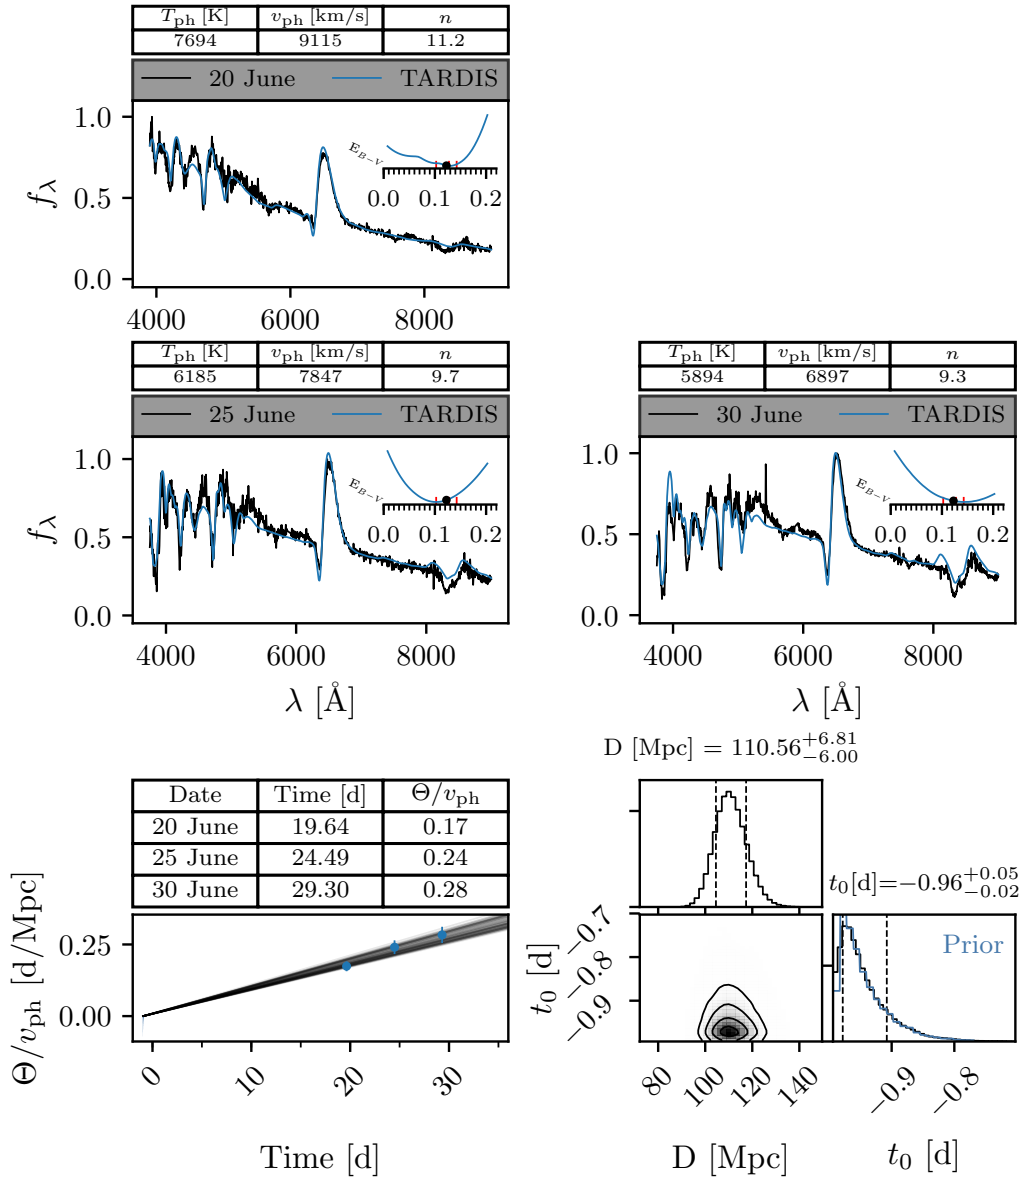 T_ph [K] v_ph [km/s] n
7694 9115 11.2
20 June TARDIS
1.0
0.5
0.0
f_λ
E_{B−V}
0.0 0.1 0.2
4000 6000 8000
T_ph [K] v_ph [km/s] n
6185 7847 9.7
25 June TARDIS
1.0
0.5
0.0
f_λ
E_{B−V}
0.0 0.1 0.2
4000 6000 8000
λ [Å]
T_ph [K] v_ph [km/s] n
5894 6897 9.3
30 June TARDIS
1.0
0.5
0.0
E_{B−V}
0.0 0.1 0.2
4000 6000 8000
λ [Å]
Date Time [d] Θ/v_ph
20 June 19.64 0.17
25 June 24.49 0.24
30 June 29.30 0.28
Θ/v_ph [d/Mpc]
0.25
0.00
0 20 30
Time [d]
D [Mpc] = 110.56^{+6.81}_{−6.00}
t_0[d]=−0.96^{+0.05}_{−0.02}
t_0 [d]
−0.7
−0.8
−0.9
Prior
80 100 120 140
D [Mpc]
−0.9 −0.8
t_0 [d]